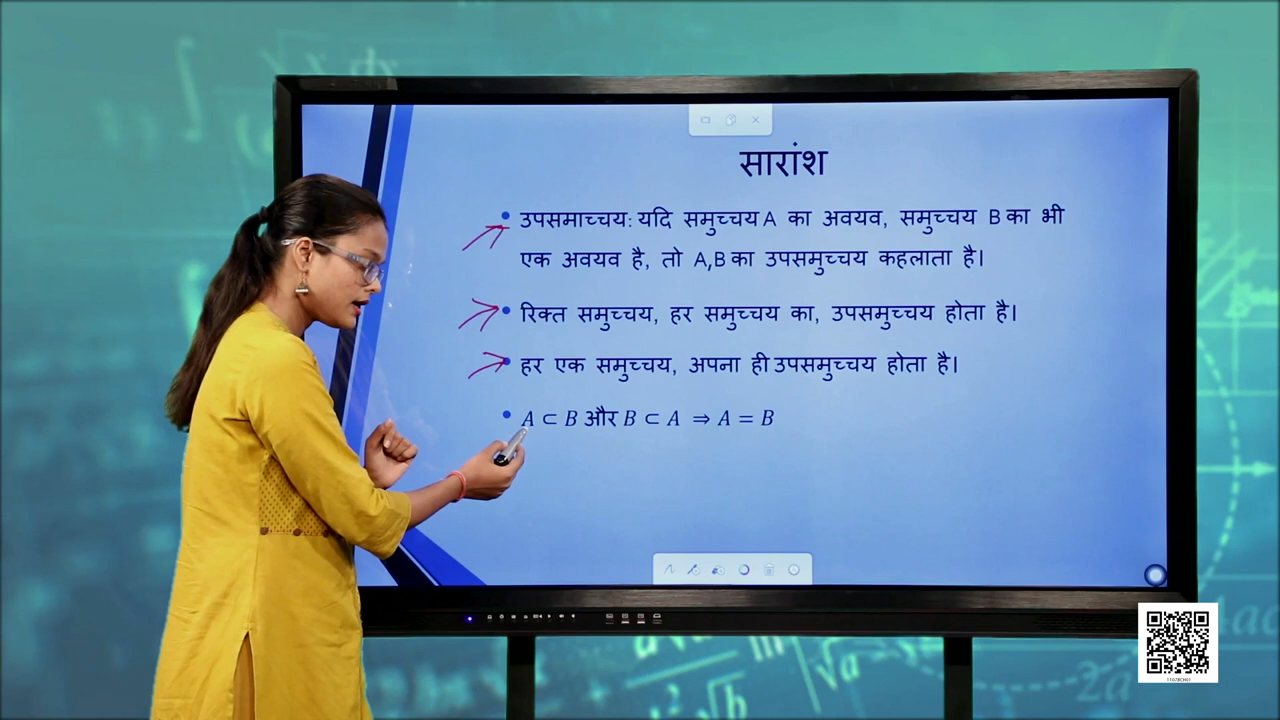 सारांश
उपसमाच्चय: यदि समुच्चय A का अवयव, समुच्चय B का भी
एक अवयव है, तो A,B का उपसमुच्चय कहलाता है।
रिक्त समुच्चय, हर समुच्चय का, उपसमुच्चय होता है।
हर एक समुच्चय, अपना ही उपसमुच्चय होता है।
A ⊂ B और B ⊂ A ⇒ A = B